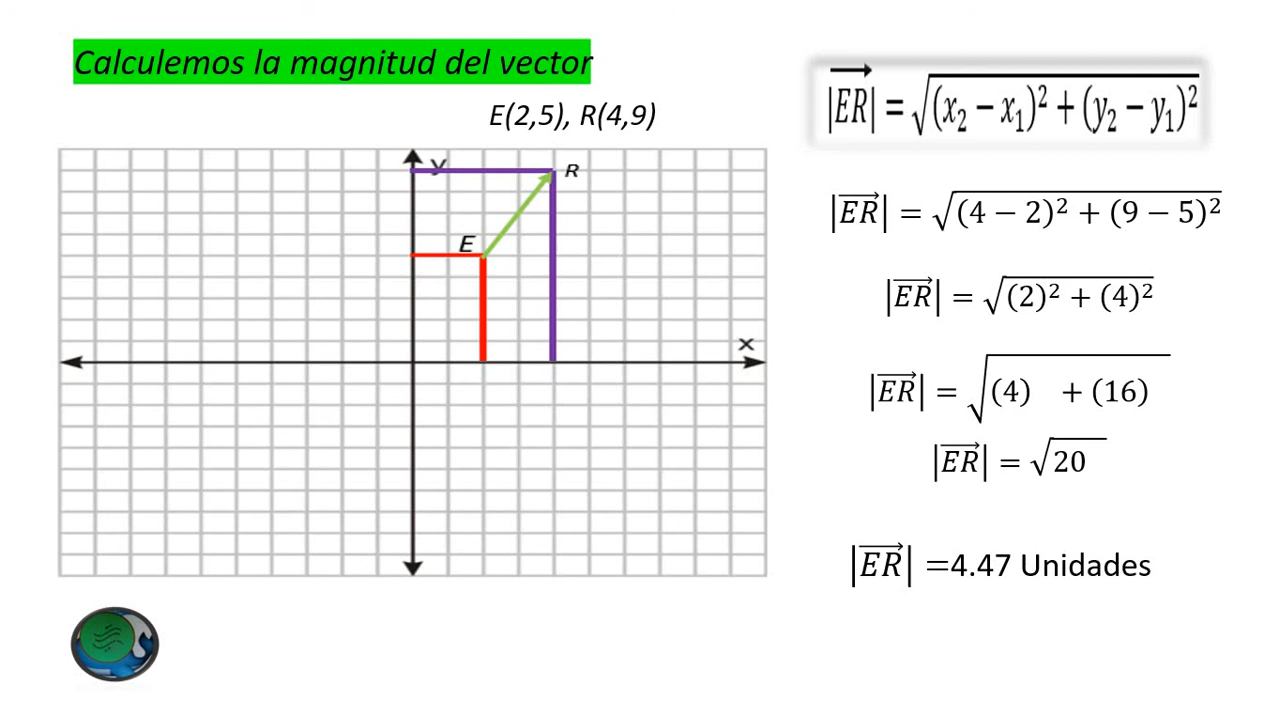 Calculemos la magnitud del vector
E(2,5), R(4,9)
y
R
E
x
|ER⃗| = √(x₂ − x₁)² + (y₂ − y₁)²
|ER⃗| = √(4 − 2)² + (9 − 5)²
|ER⃗| = √(2)² + (4)²
|ER⃗| = √(4) + (16)
|ER⃗| = √20
|ER⃗| =4.47 Unidades